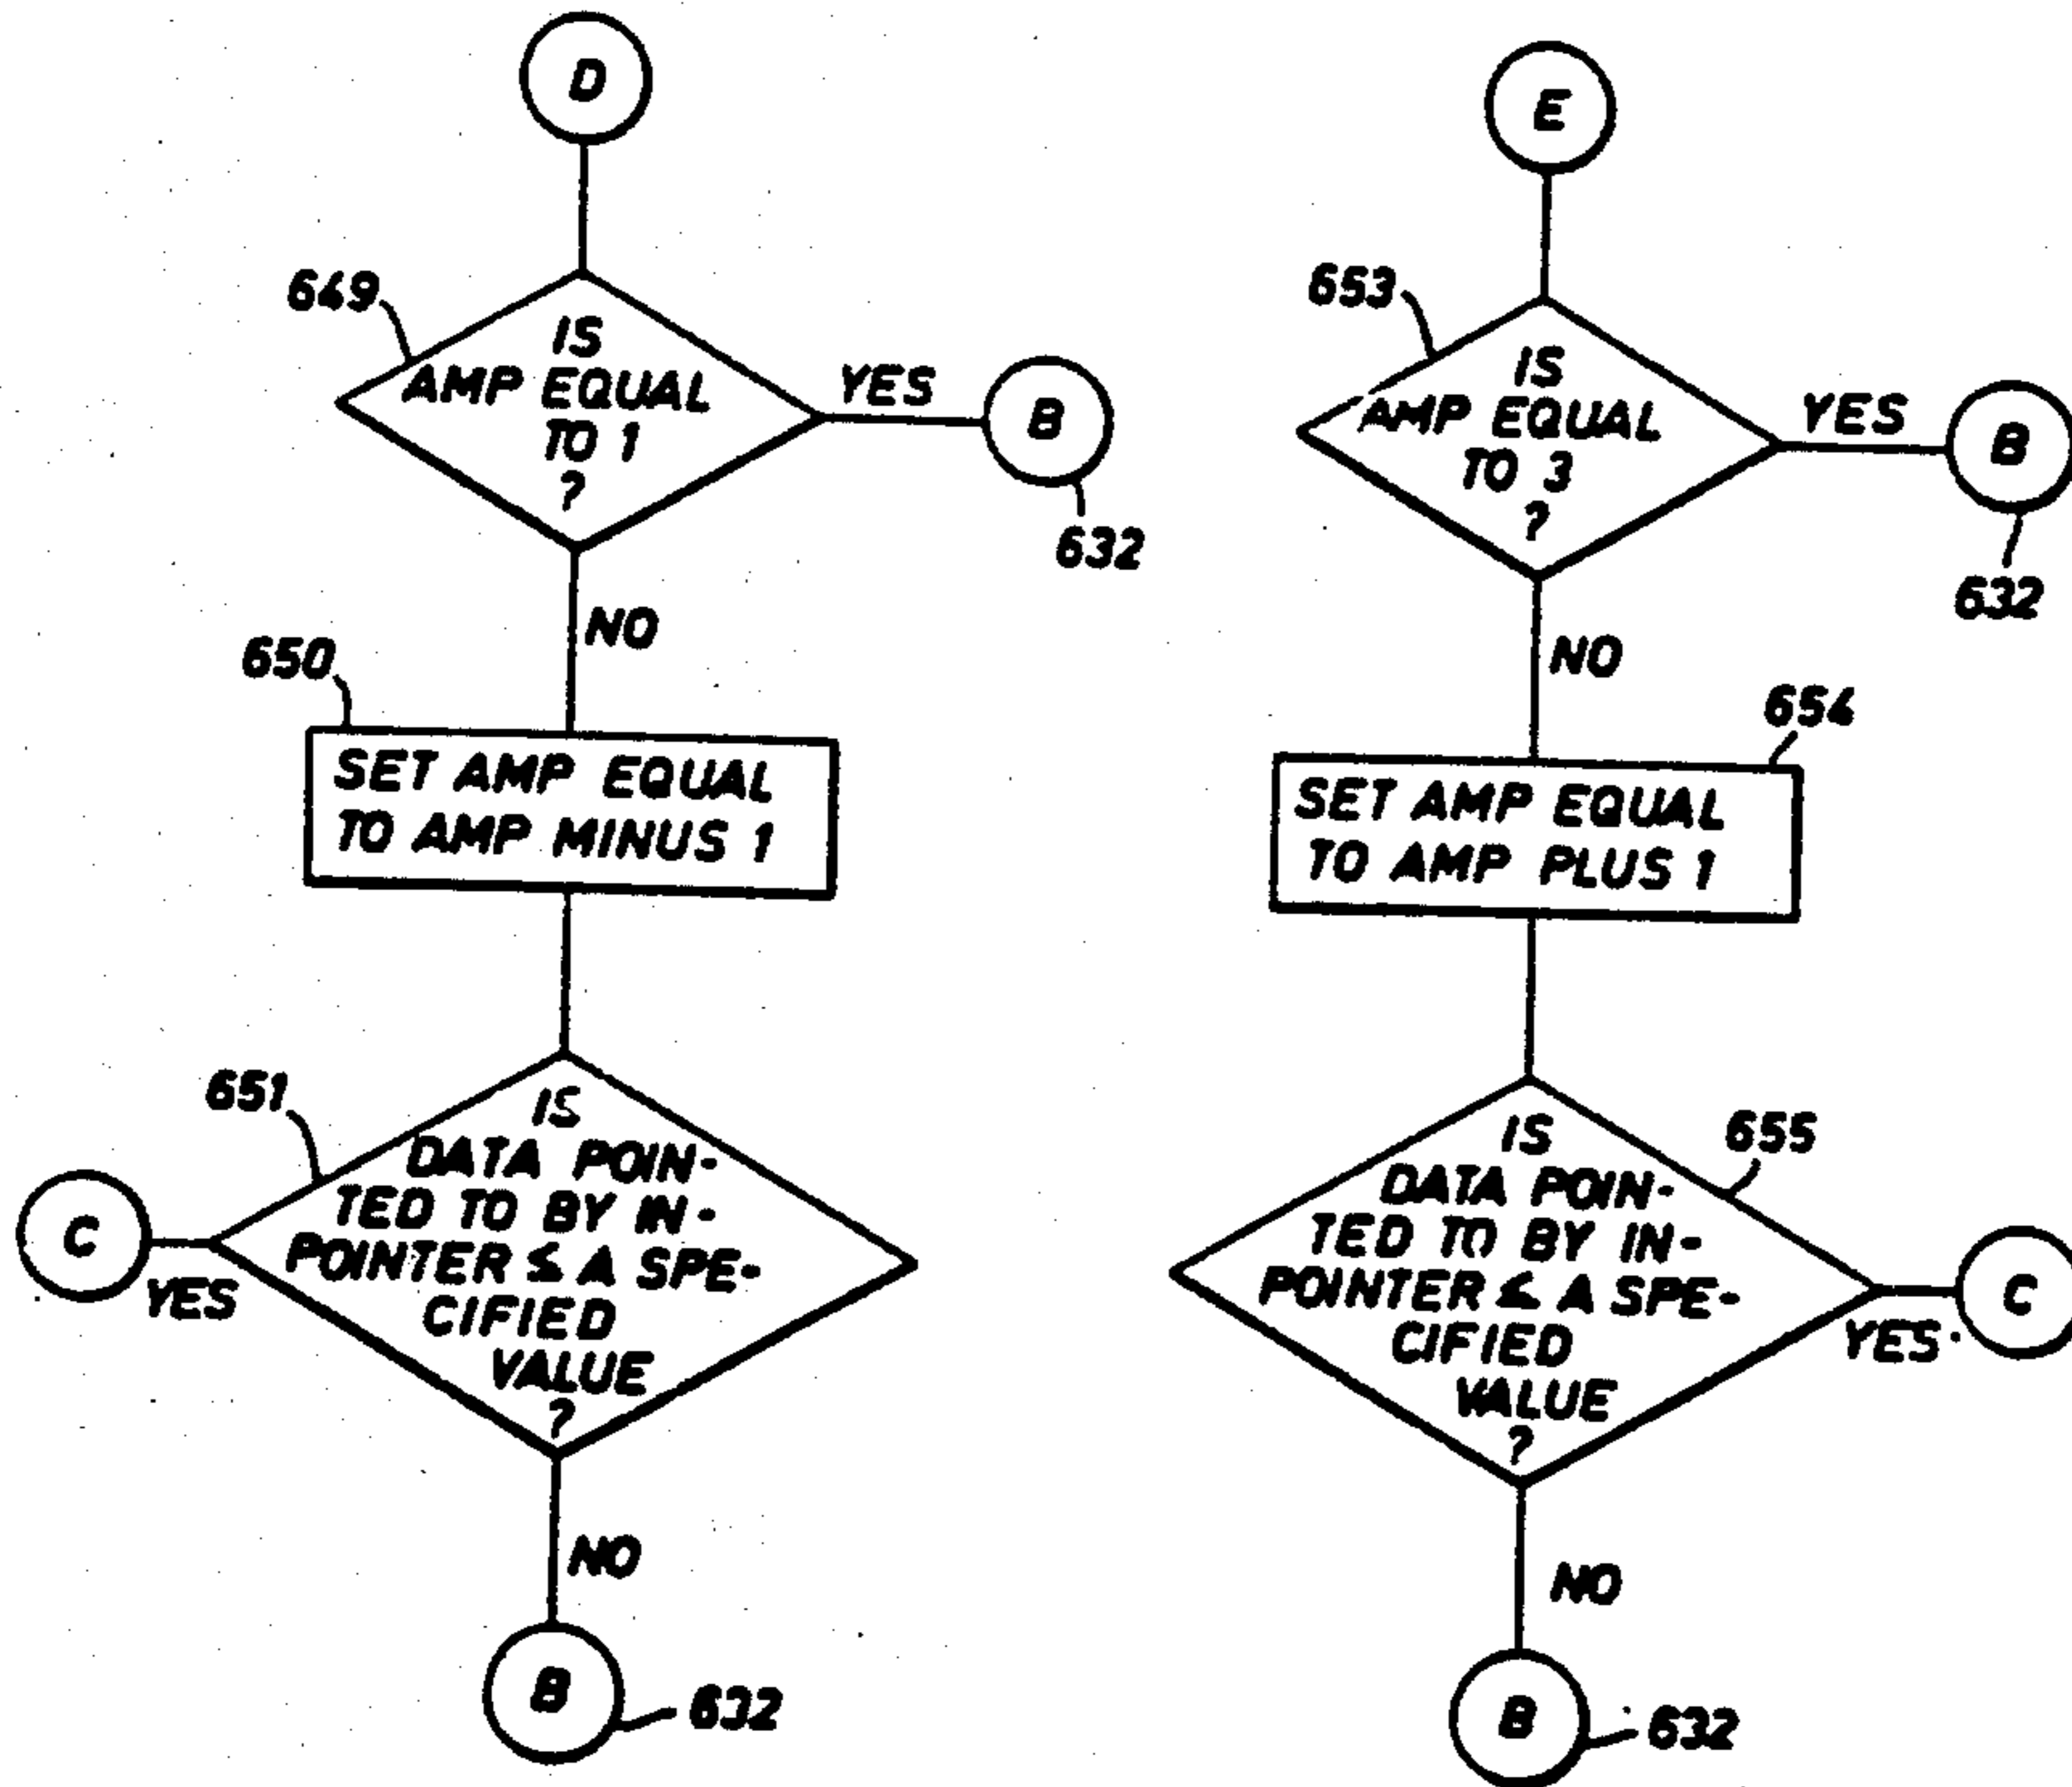 D
649
IS
AMP EQUAL
TO 1
?
YES
B
632
NO
650
SET AMP EQUAL
TO AMP MINUS 1
651
IS
DATA POIN-
TED TO BY IN-
POINTER ≤ A SPE-
CIFIED
VALUE
?
C
YES
NO
B
632
E
653
IS
AMP EQUAL
TO 3
?
YES
B
632
NO
654
SET AMP EQUAL
TO AMP PLUS 1
655
IS
DATA POIN-
TED TO BY IN-
POINTER ≤ A SPE-
CIFIED
VALUE
?
C
YES
NO
B
632